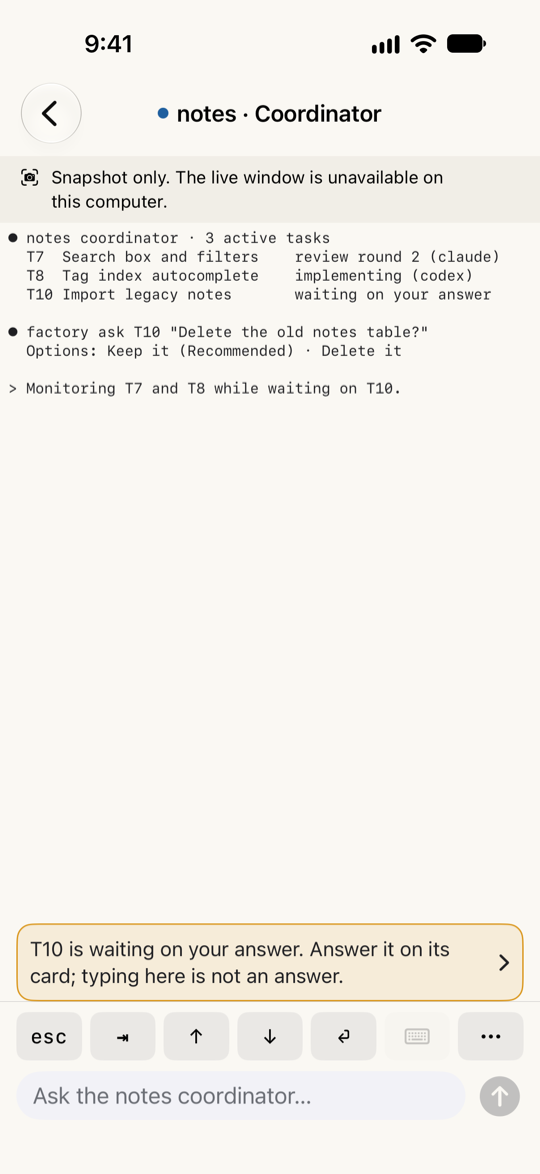 9:41
notes · Coordinator
Snapshot only. The live window is unavailable on
this computer.
● notes coordinator · 3 active tasks
T7 Search box and filters review round 2 (claude)
T8 Tag index autocomplete implementing (codex)
T10 Import legacy notes waiting on your answer
● factory ask T10 "Delete the old notes table?"
Options: Keep it (Recommended) · Delete it
> Monitoring T7 and T8 while waiting on T10.
T10 is waiting on your answer. Answer it on its
card; typing here is not an answer.
esc ⇥ ↑ ↓ ↵ •••
Ask the notes coordinator...